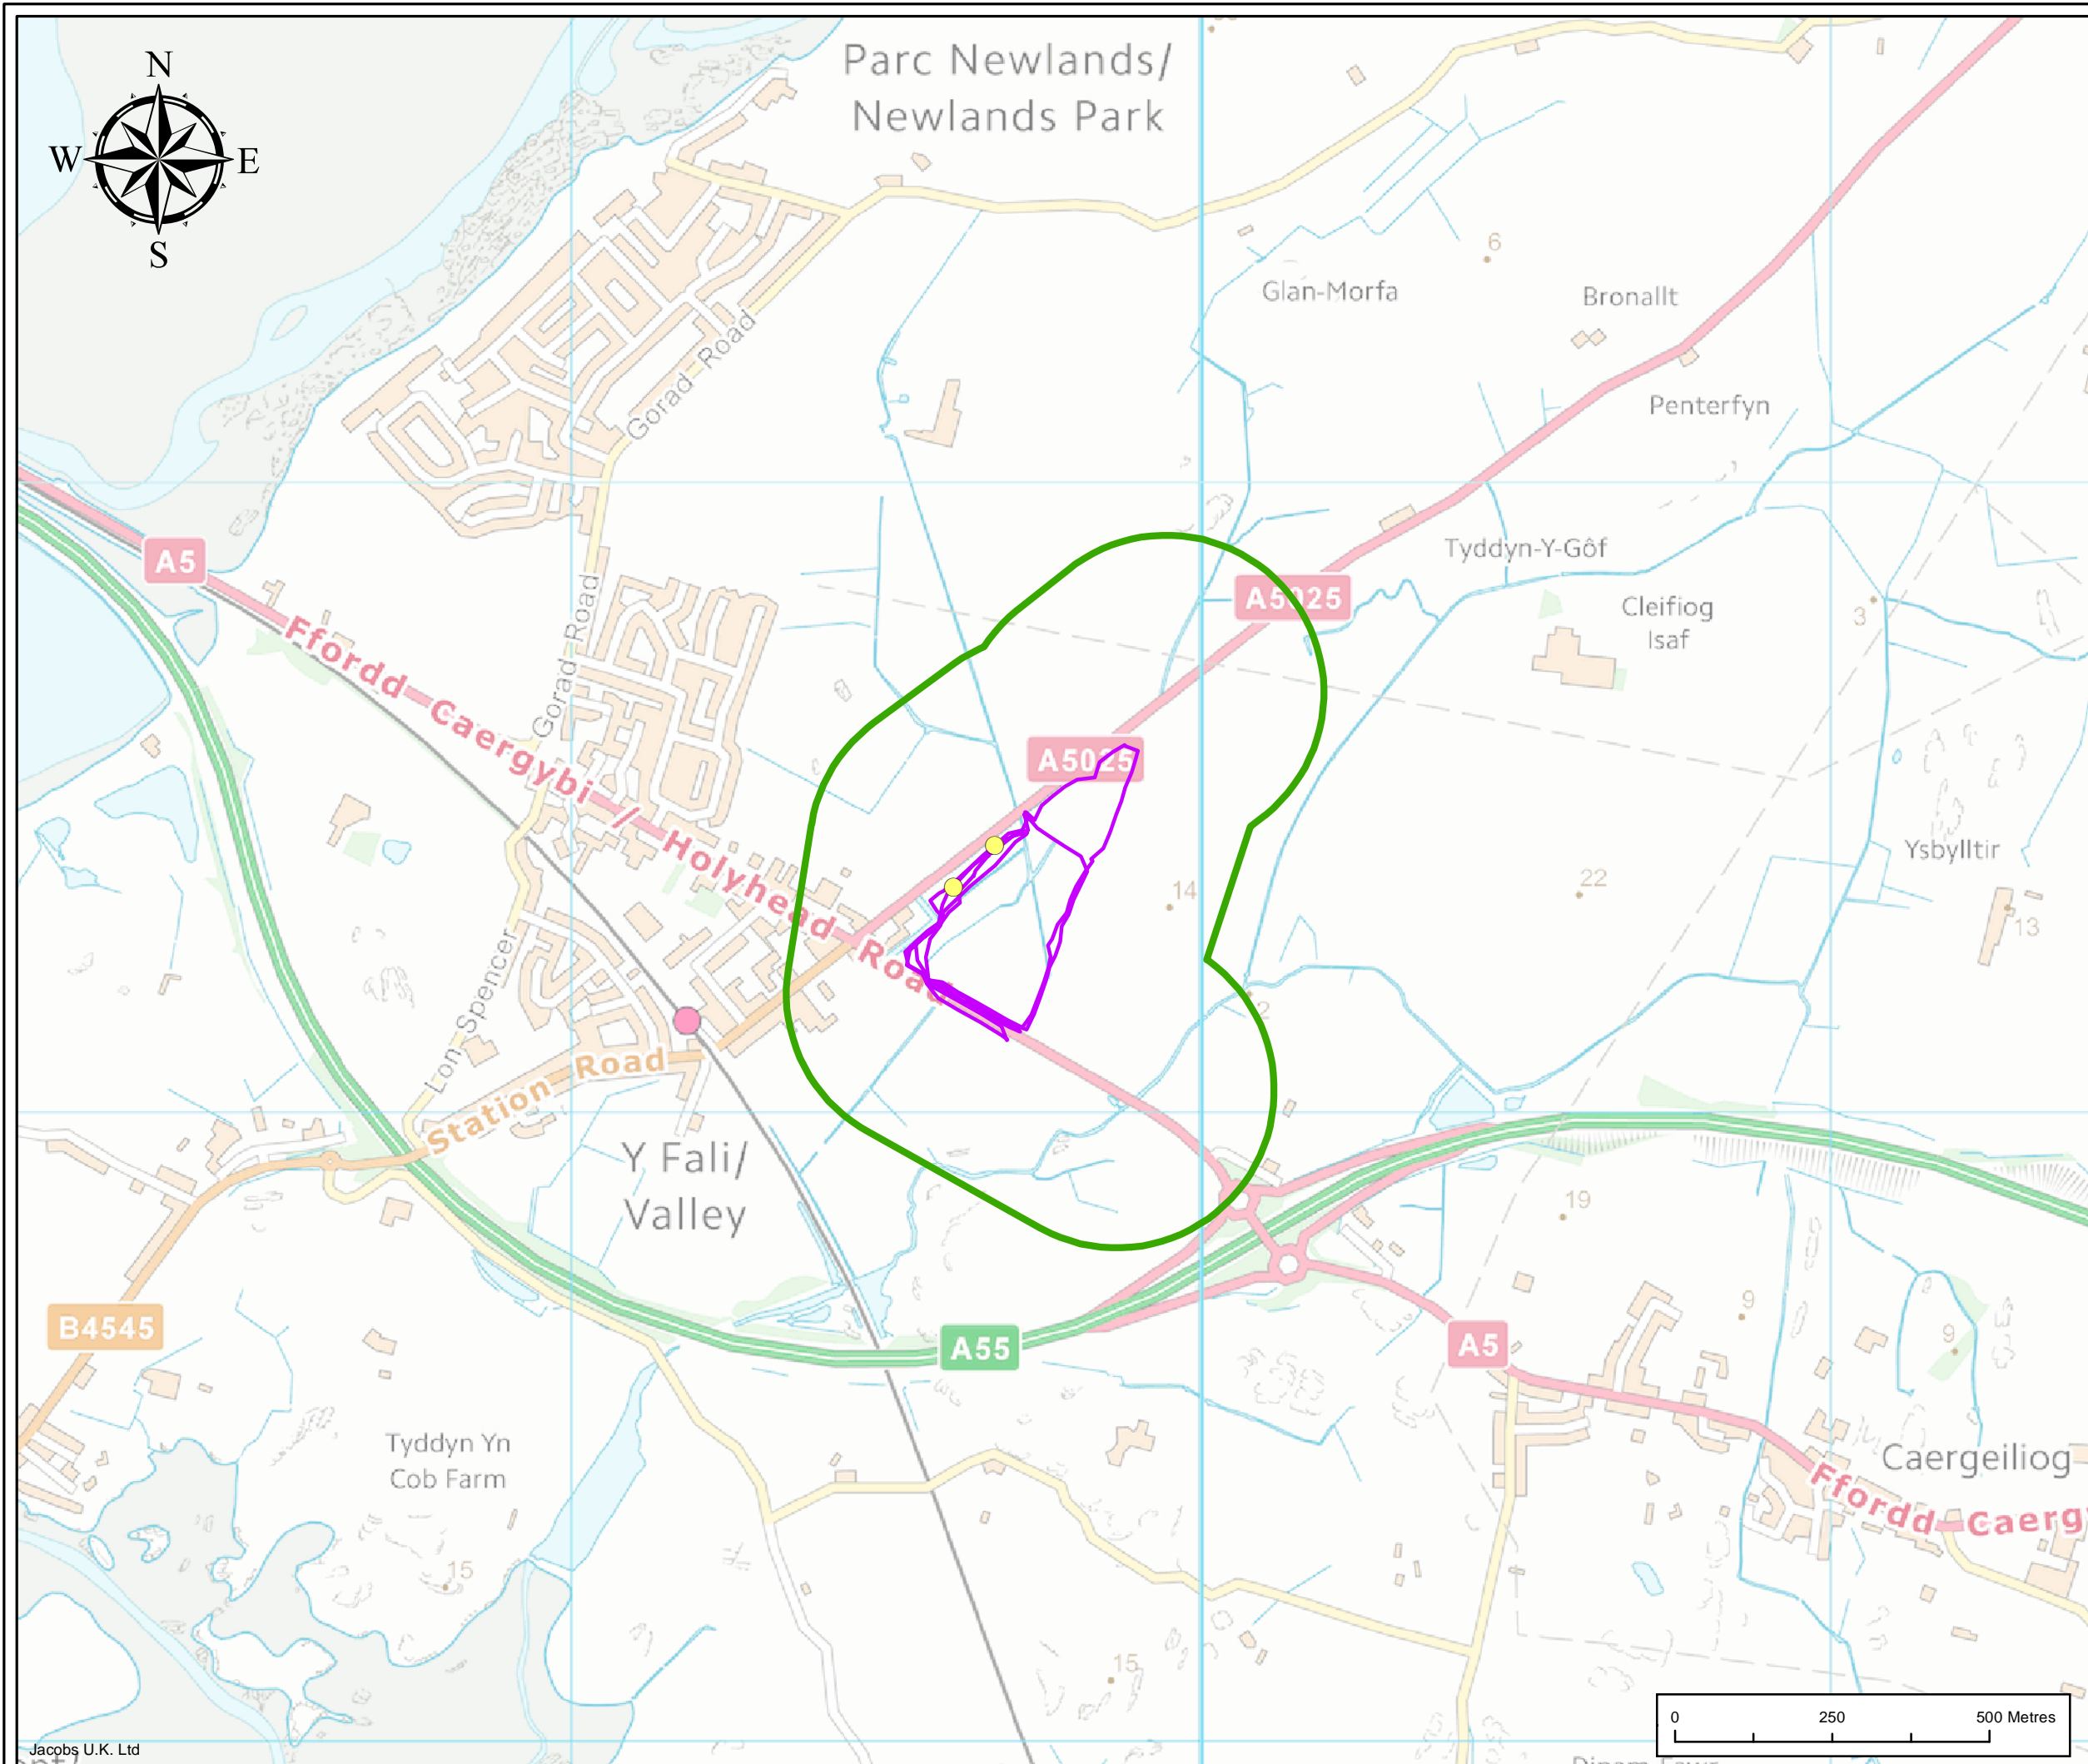 Parc Newlands/
Newlands Park
N
W
E
S
6
Glan-Morfa
Bronallt
Penterfyn
Gorad Road
A5
Tyddyn-Y-Gôf
A5025
Cleifiog
Isaf
3
Ffordd Caergybi / Holyhead Road
Gorad Road
A5025
Ysbylltir
14
22
13
Lon Spencer
2
Station Road
Y Fali/
Valley
19
B4545
9
9
A55
A5
Tyddyn Yn
Cob Farm
Caergeiliog
Ffordd Caerg
15
15
0
250
500 Metres
Jacobs U.K. Ltd